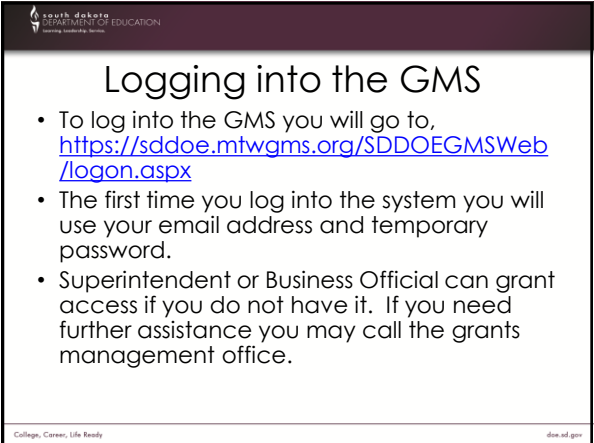 south dakota
DEPARTMENT OF EDUCATION
Learning. Leadership. Service.
Logging into the GMS
• To log into the GMS you will go to,
https://sddoe.mtwgms.org/SDDOEGMSWeb
/logon.aspx
• The first time you log into the system you will
use your email address and temporary
password.
• Superintendent or Business Official can grant
access if you do not have it.  If you need
further assistance you may call the grants
management office.
College, Career, Life Ready
doe.sd.gov